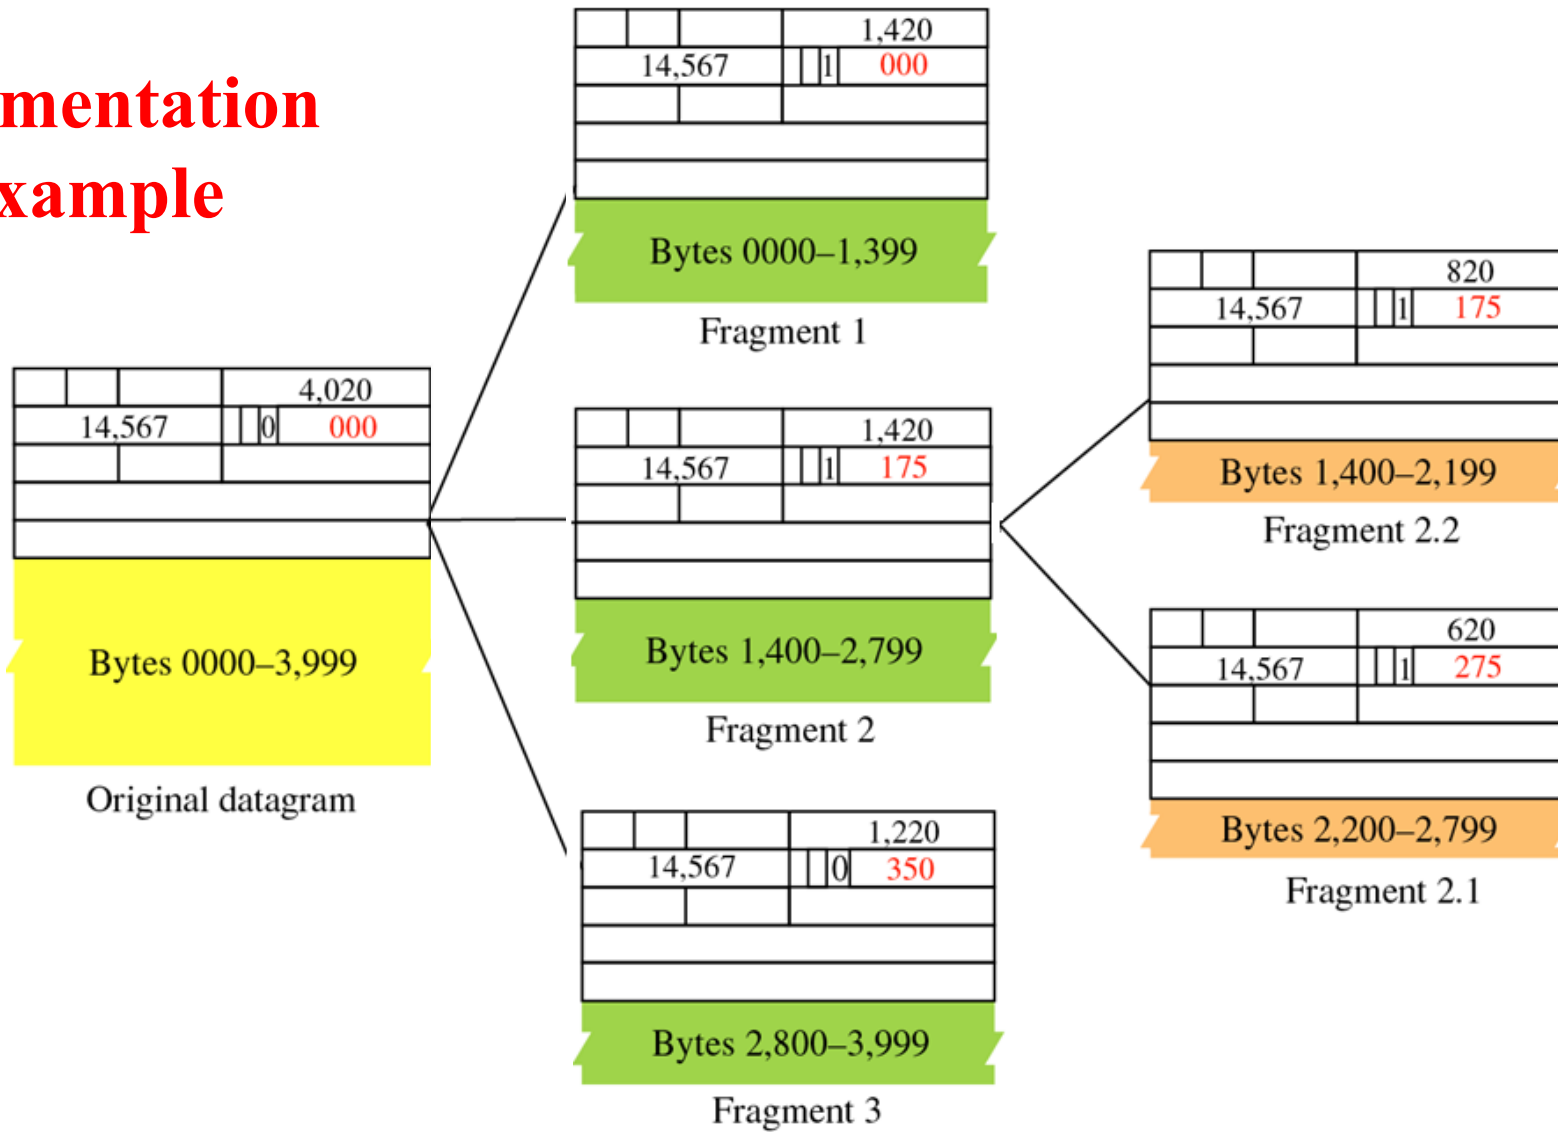 mentation
xample
1,420
14,567 1 000
Bytes 0000–1,399
Fragment 1
4,020
14,567 0 000
Bytes 0000–3,999
Original datagram
1,420
14,567 1 175
Bytes 1,400–2,799
Fragment 2
1,220
14,567 0 350
Bytes 2,800–3,999
Fragment 3
820
14,567 1 175
Bytes 1,400–2,199
Fragment 2.2
620
14,567 1 275
Bytes 2,200–2,799
Fragment 2.1